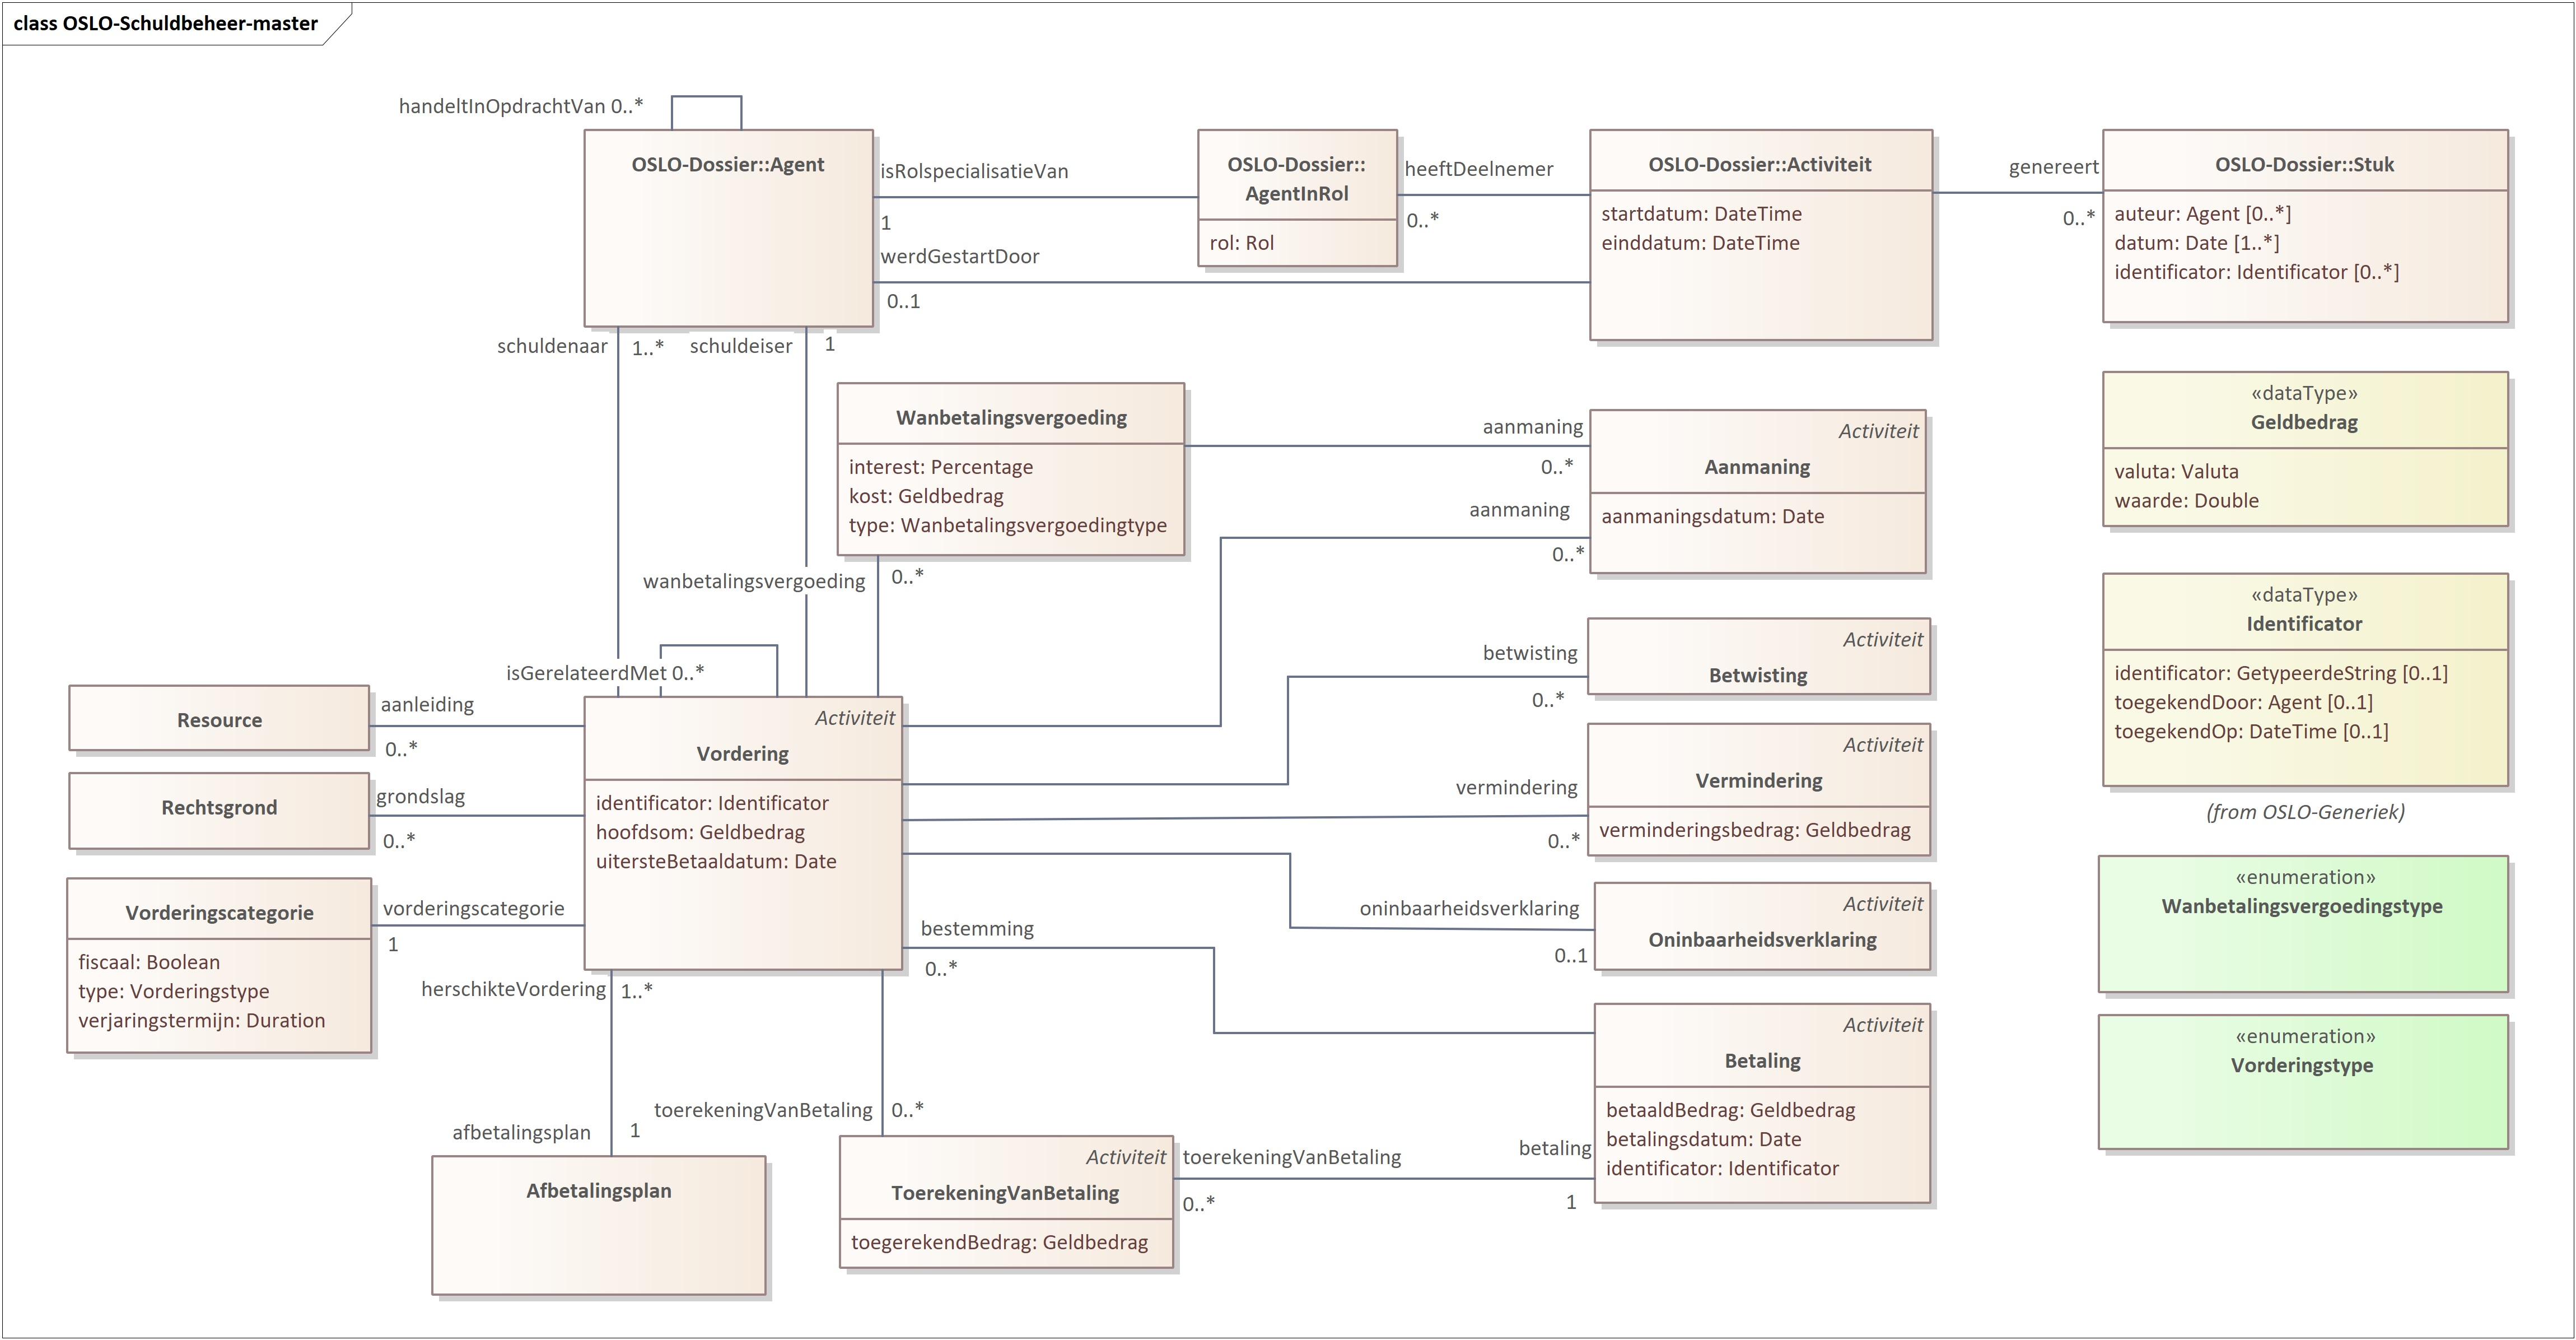 class OSLO-Schuldbeheer-master
handeltInOpdrachtVan 0..*
OSLO-Dossier::Agent
isRolspecialisatieVan
1
werdGestartDoor
0..1
OSLO-Dossier::
AgentInRol
rol: Rol
heeftDeelnemer
0..*
OSLO-Dossier::Activiteit
startdatum: DateTime
einddatum: DateTime
genereert
0..*
OSLO-Dossier::Stuk
auteur: Agent [0..*]
datum: Date [1..*]
identificator: Identificator [0..*]
schuldenaar
1..*
schuldeiser
1
Wanbetalingsvergoeding
interest: Percentage
kost: Geldbedrag
type: Wanbetalingsvergoedingtype
wanbetalingsvergoeding
0..*
aanmaning
0..*
aanmaning
0..*
Activiteit
Aanmaning
aanmaningsdatum: Date
«dataType»
Geldbedrag
valuta: Valuta
waarde: Double
«dataType»
Identificator
identificator: GetypeerdeString [0..1]
toegekendDoor: Agent [0..1]
toegekendOp: DateTime [0..1]
(from OSLO-Generiek)
betwisting
0..*
Activiteit
Betwisting
isGerelateerdMet 0..*
Resource
aanleiding
0..*
Rechtsgrond
grondslag
0..*
Activiteit
Vordering
identificator: Identificator
hoofdsom: Geldbedrag
uitersteBetaaldatum: Date
vermindering
0..*
Activiteit
Vermindering
verminderingsbedrag: Geldbedrag
Vorderingscategorie
fiscaal: Boolean
type: Vorderingstype
verjaringstermijn: Duration
vorderingscategorie
1
oninbaarheidsverklaring
0..1
Activiteit
Oninbaarheidsverklaring
«enumeration»
Wanbetalingsvergoedingstype
bestemming
0..*
herschikteVordering
1..*
afbetalingsplan
1
Afbetalingsplan
toerekeningVanBetaling
0..*
Activiteit
ToerekeningVanBetaling
toegerekendBedrag: Geldbedrag
toerekeningVanBetaling
0..*
betaling
1
Activiteit
Betaling
betaaldBedrag: Geldbedrag
betalingsdatum: Date
identificator: Identificator
«enumeration»
Vorderingstype